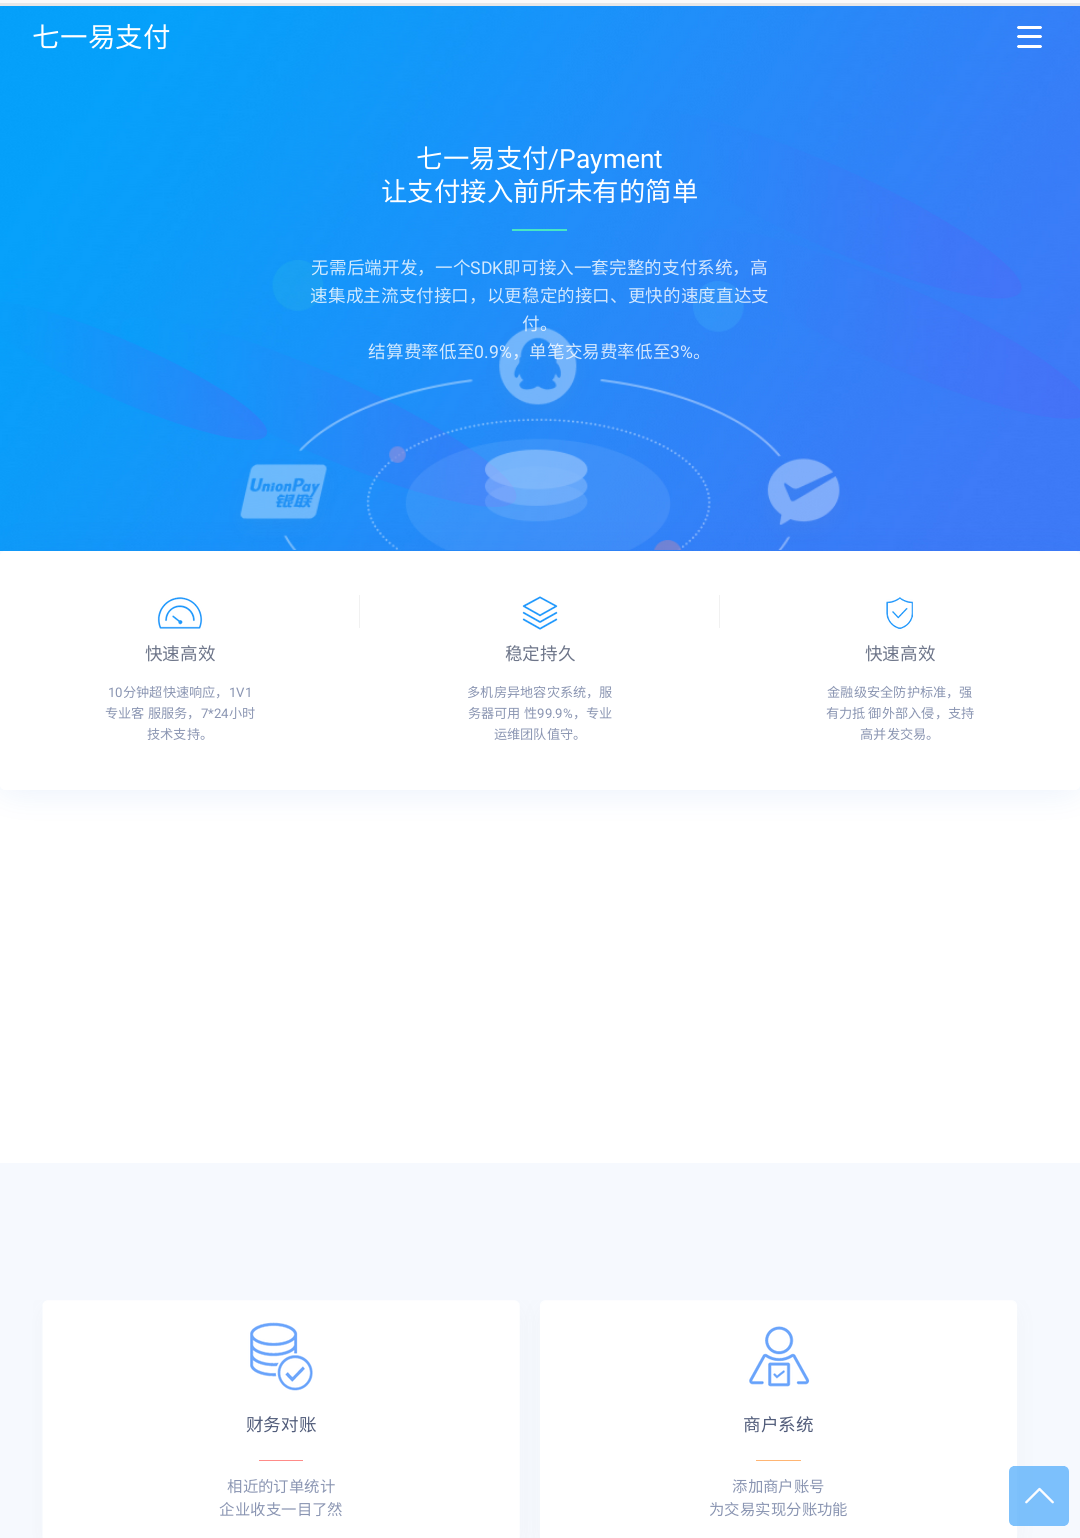 七一易支付
七一易支付/Payment
让支付接入前所未有的简单
无需后端开发，一个SDK即可接入一套完整的支付系统，高
速集成主流支付接口，以更稳定的接口、更快的速度直达支
付。
结算费率低至0.9%，单笔交易费率低至3%。
UnionPay
银联
快速高效
10分钟超快速响应，1V1
专业客 服服务，7*24小时
技术支持。
稳定持久
多机房异地容灾系统，服
务器可用 性99.9%，专业
运维团队值守。
快速高效
金融级安全防护标准，强
有力抵 御外部入侵，支持
高并发交易。
财务对账
相近的订单统计
企业收支一目了然
商户系统
添加商户账号
为交易实现分账功能